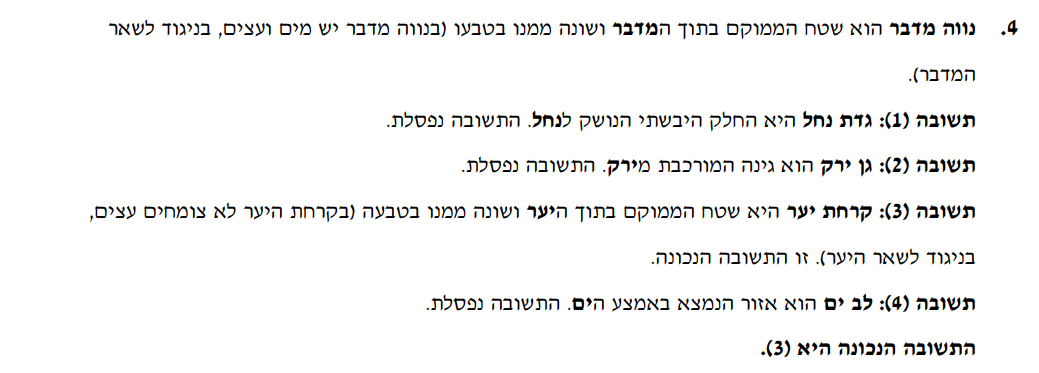 4. נווה מדבר הוא שטח הממוקם בתוך המדבר ושונה ממנו בטבעו (בנווה מדבר יש מים ועצים, בניגוד לשאר
המדבר).
תשובה (1): גדת נחל היא החלק היבשתי הנושק לנחל. התשובה נפסלת.
תשובה (2): גן ירק הוא גינה המורכבת מירק. התשובה נפסלת.
תשובה (3): קרחת יער היא שטח הממוקם בתוך היער ושונה ממנו בטבעה (בקרחת היער לא צומחים עצים,
בניגוד לשאר היער). זו התשובה הנכונה.
תשובה (4): לב ים הוא אזור הנמצא באמצע הים. התשובה נפסלת.
התשובה הנכונה היא (3).